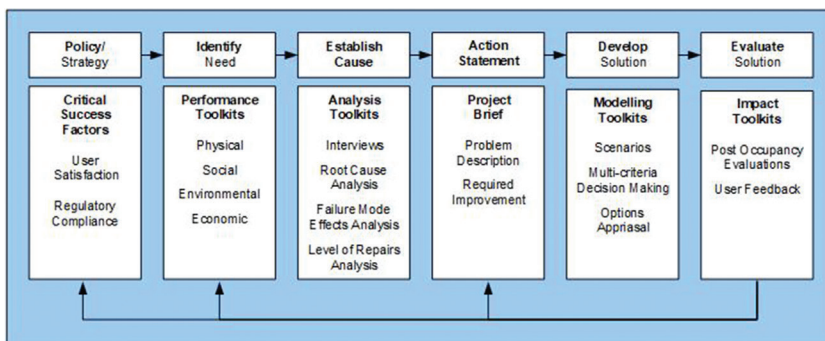 Policy/
Strategy
Identify
Need
Establish
Cause
Action
Statement
Develop
Solution
Evaluate
Solution
Critical
Success
Factors
User
Satisfaction
Regulatory
Compliance
Performance
Toolkits
Physical
Social
Environmental
Economic
Analysis
Toolkits
Interviews
Root Cause
Analysis
Failure Mode
Effects Analysis
Level of Repairs
Analysis
Project
Brief
Problem
Description
Required
Improvement
Modelling
Toolkits
Scenarios
Multi-criteria
Decision Making
Options
Apprisal
Impact
Toolkits
Post Occupancy
Evaluations
User Feedback